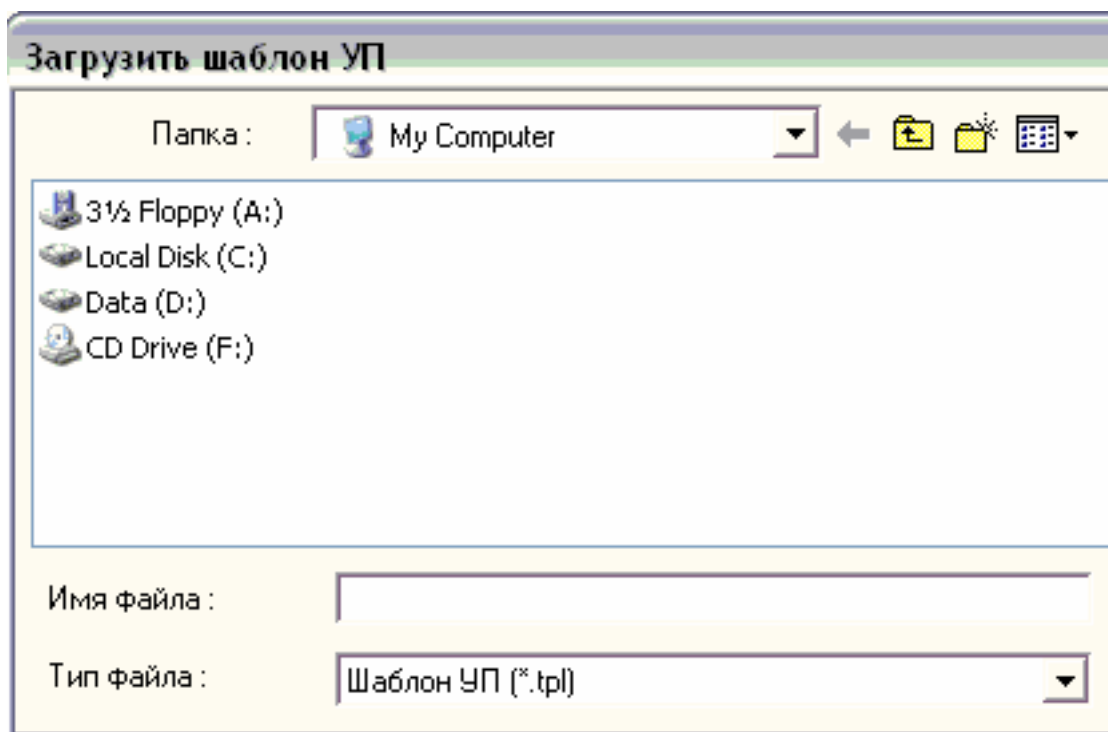 Загрузить шаблон УП
Папка : My Computer
3½ Floppy (A:)
Local Disk (C:)
Data (D:)
CD Drive (F:)
Имя файла :
Тип файла : Шаблон УП (*.tpl)